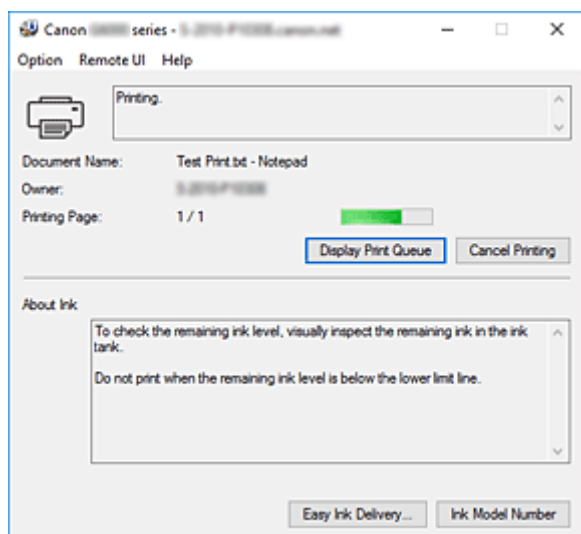 Canon series -
Option Remote UI Help
Printing.
Document Name: Test Print.txt - Notepad
Owner:
Printing Page: 1 / 1
Display Print Queue Cancel Printing
About Ink
To check the remaining ink level, visually inspect the remaining ink in the ink
tank.
Do not print when the remaining ink level is below the lower limit line.
Easy Ink Delivery... Ink Model Number